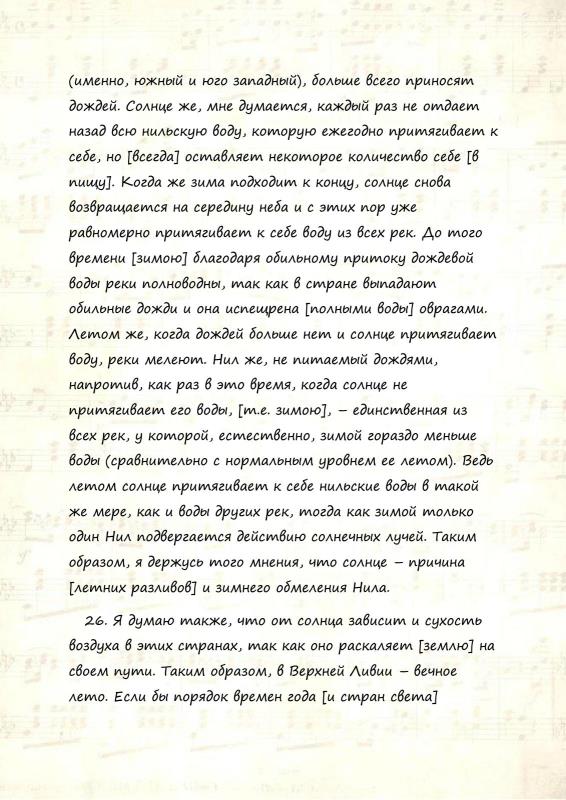 (именно, южный и юго западный), больше всего приносят
дождей. Солнце же, мне думается, каждый раз не отдает
назад всю нильскую воду, которую ежегодно притягивает к
себе, но [всегда] оставляет некоторое количество себе [в
пищу]. Когда же зима подходит к концу, солнце снова
возвращается на середину неба и с этих пор уже
равномерно притягивает к себе воду из всех рек. До того
времени [зимою] благодаря обильному притоку дождевой
воды реки полноводны, так как в стране выпадают
обильные дожди и она испещрена [полными воды] оврагами.
Летом же, когда дождей больше нет и солнце притягивает
воду, реки мелеют. Нил же, не питаемый дождями,
напротив, как раз в это время, когда солнце не
притягивает его воды, [т.е. зимою], – единственная из
всех рек, у которой, естественно, зимой гораздо меньше
воды (сравнительно с нормальным уровнем ее летом). Ведь
летом солнце притягивает к себе нильские воды в такой
же мере, как и воды других рек, тогда как зимой только
один Нил подвергается действию солнечных лучей. Таким
образом, я держусь того мнения, что солнце – причина
[летних разливов] и зимнего обмеления Нила.
26. Я думаю также, что от солнца зависит и сухость
воздуха в этих странах, так как оно раскаляет [землю] на
своем пути. Таким образом, в Верхней Ливии – вечное
лето. Если бы порядок времен года [и стран света]